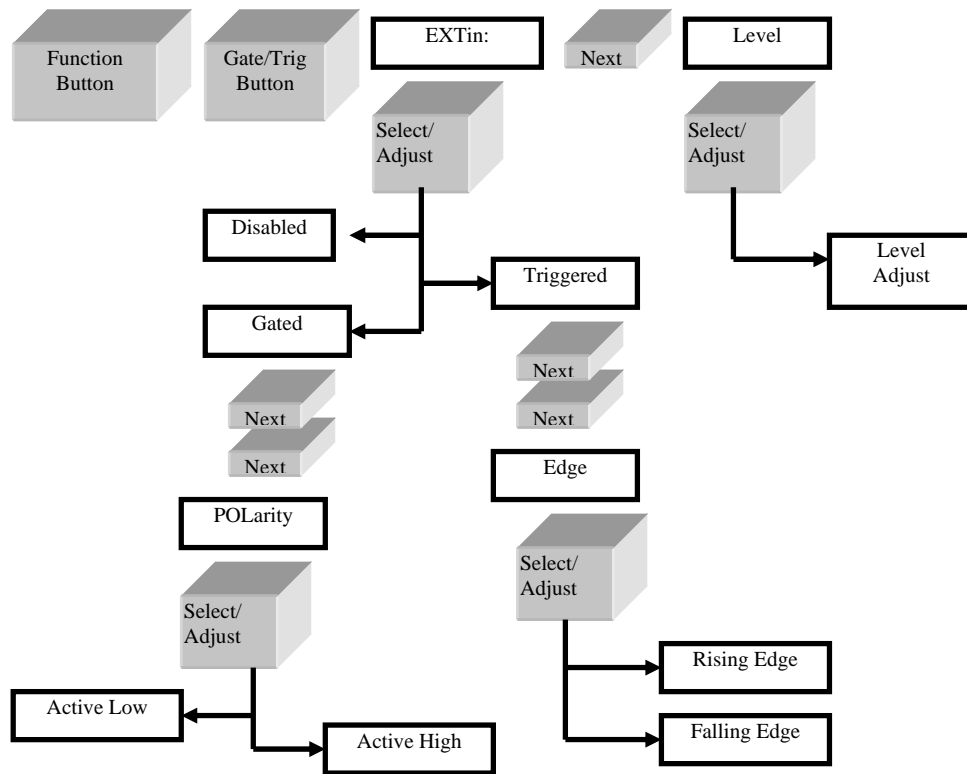 Function
Button
Gate/Trig
Button
EXTin:
Next
Level
Select/
Adjust
Select/
Adjust
Disabled
Triggered
Level
Adjust
Gated
Next
Next
Next
Next
Edge
POLarity
Select/
Adjust
Select/
Adjust
Rising Edge
Active Low
Active High
Falling Edge